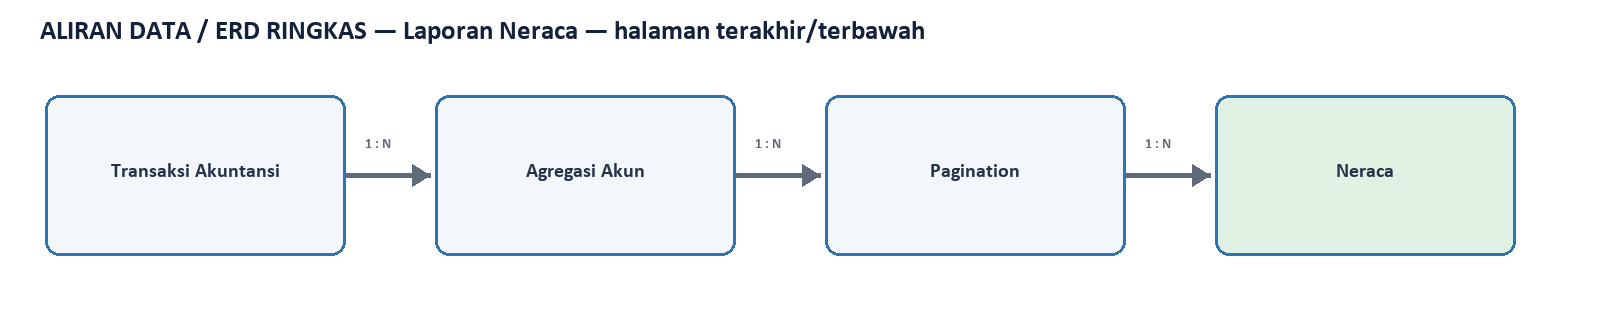 ALIRAN DATA / ERD RINGKAS — Laporan Neraca — halaman terakhir/terbawah
Transaksi Akuntansi
1 : N
Agregasi Akun
1 : N
Pagination
1 : N
Neraca